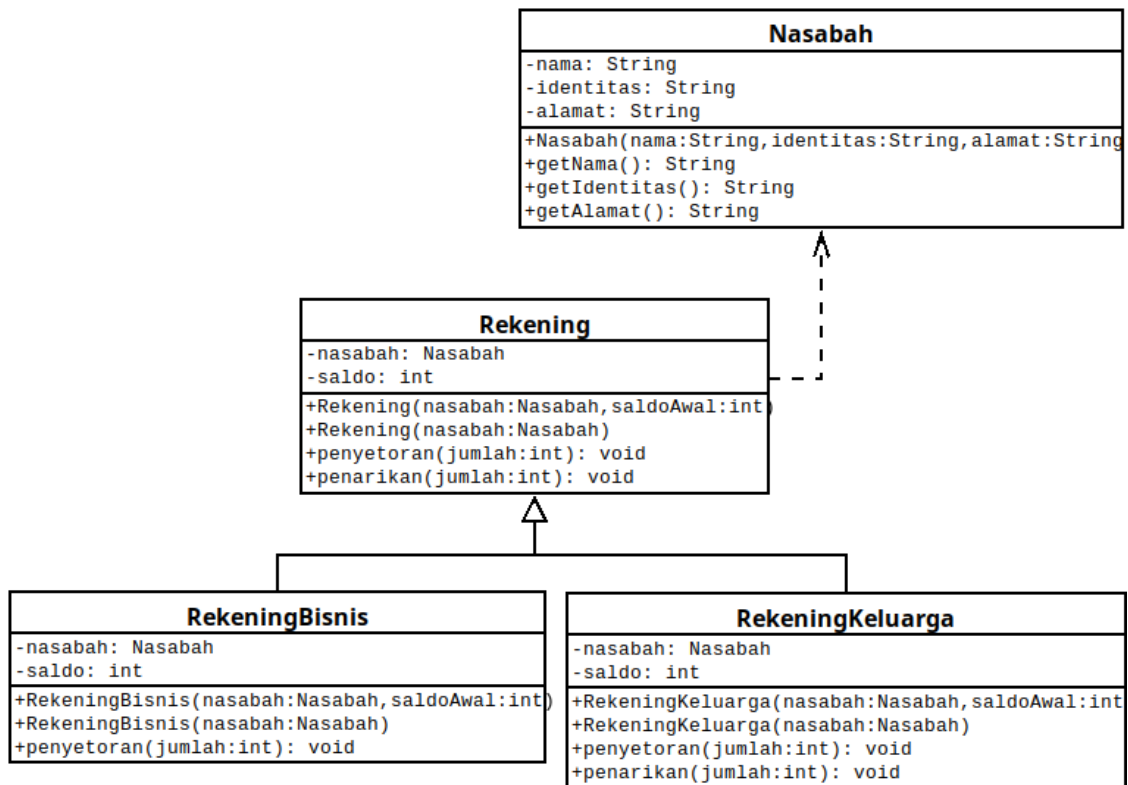 Nasabah
-nama: String
-identitas: String
-alamat: String
+Nasabah(nama:String,identitas:String,alamat:String
+getNama(): String
+getIdentitas(): String
+getAlamat(): String
Rekening
-nasabah: Nasabah
-saldo: int
+Rekening(nasabah:Nasabah,saldoAwal:int)
+Rekening(nasabah:Nasabah)
+penyetoran(jumlah:int): void
+penarikan(jumlah:int): void
RekeningBisnis
-nasabah: Nasabah
-saldo: int
+RekeningBisnis(nasabah:Nasabah,saldoAwal:int)
+RekeningBisnis(nasabah:Nasabah)
+penyetoran(jumlah:int): void
RekeningKeluarga
-nasabah: Nasabah
-saldo: int
+RekeningKeluarga(nasabah:Nasabah,saldoAwal:int
+RekeningKeluarga(nasabah:Nasabah)
+penyetoran(jumlah:int): void
+penarikan(jumlah:int): void